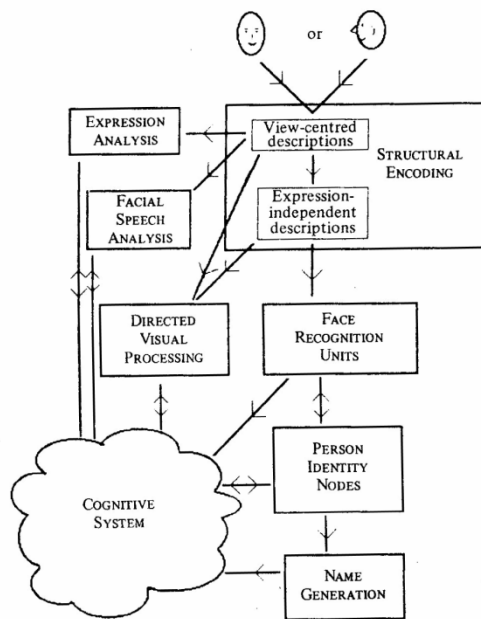 or
EXPRESSION
ANALYSIS
View-centred
descriptions
STRUCTURAL
ENCODING
FACIAL
SPEECH
ANALYSIS
Expression-
independent
descriptions
DIRECTED
VISUAL
PROCESSING
FACE
RECOGNITION
UNITS
PERSON
IDENTITY
NODES
COGNITIVE
SYSTEM
NAME
GENERATION